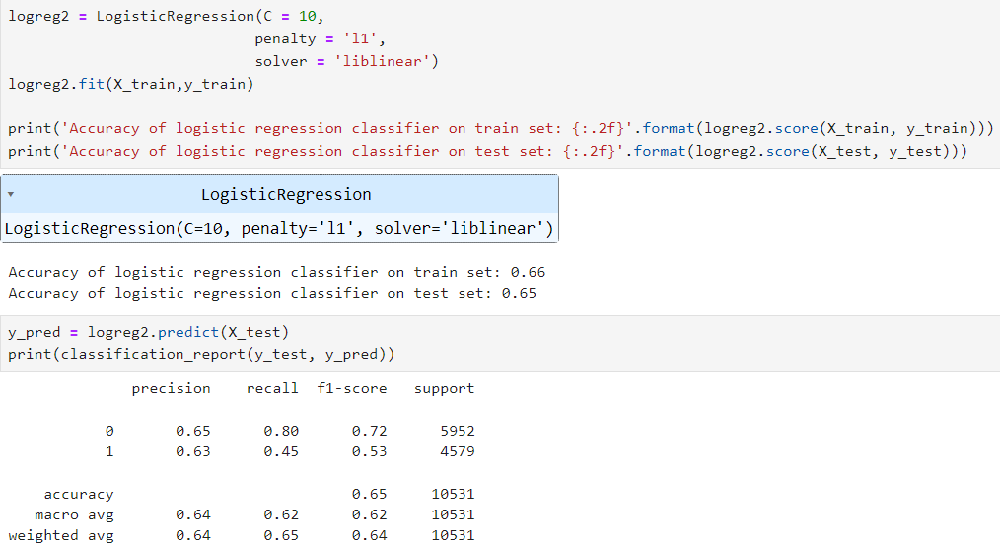 logreg2 = LogisticRegression(C = 10,
                            penalty = 'l1',
                            solver = 'liblinear')
logreg2.fit(X_train,y_train)
print('Accuracy of logistic regression classifier on train set: {:.2f}'.format(logreg2.score(X_train, y_train)))
print('Accuracy of logistic regression classifier on test set: {:.2f}'.format(logreg2.score(X_test, y_test)))
▾ LogisticRegression
LogisticRegression(C=10, penalty='l1', solver='liblinear')
Accuracy of logistic regression classifier on train set: 0.66
Accuracy of logistic regression classifier on test set: 0.65
y_pred = logreg2.predict(X_test)
print(classification_report(y_test, y_pred))
              precision    recall  f1-score   support
           0       0.65      0.80      0.72      5952
           1       0.63      0.45      0.53      4579
    accuracy                           0.65     10531
   macro avg       0.64      0.62      0.62     10531
weighted avg       0.64      0.65      0.64     10531